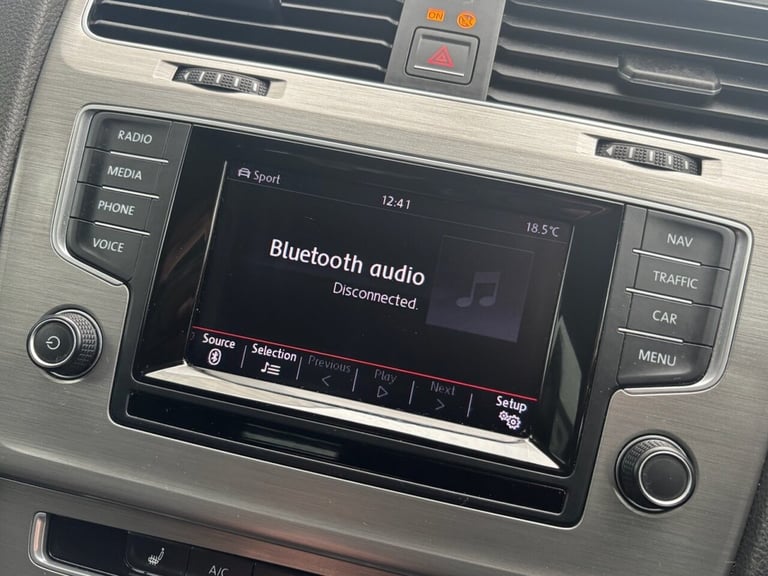 ON
RADIO
MEDIA
PHONE
VOICE
Sport
12:41
18.5°C
Bluetooth audio
Disconnected.
Source
Selection
Previous
Play
Next
Setup
NAV
TRAFFIC
CAR
MENU
A/C